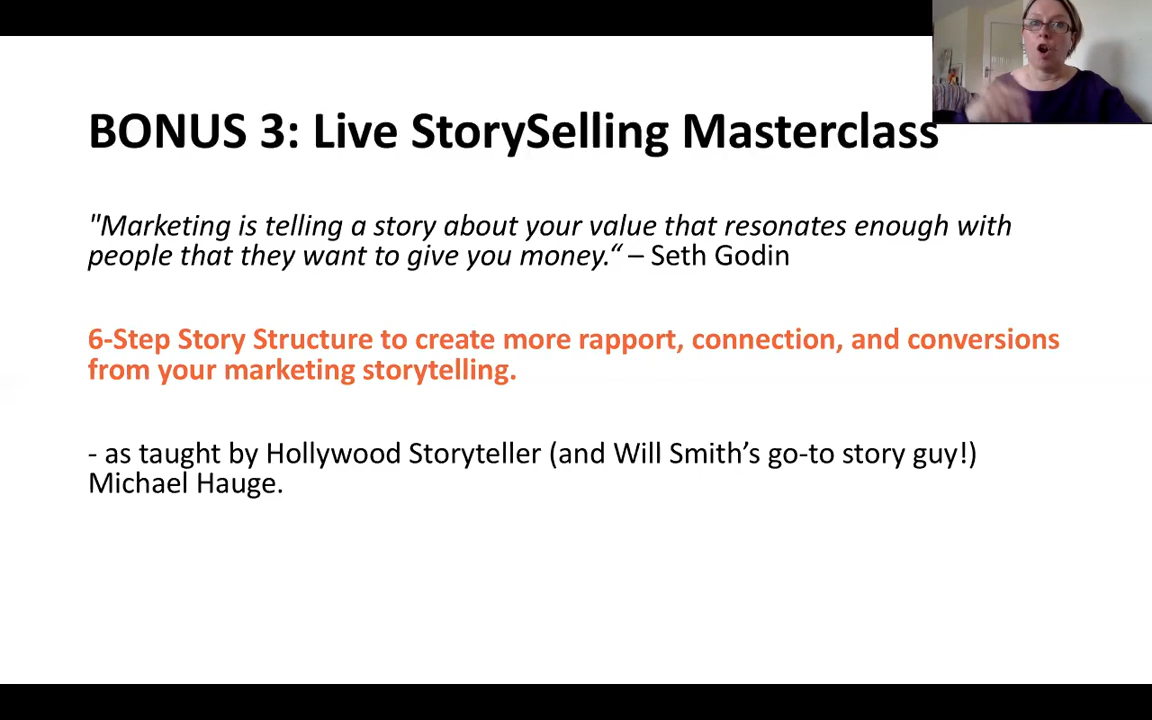 BONUS 3: Live StorySelling Masterclass
"Marketing is telling a story about your value that resonates enough with
people that they want to give you money.“ – Seth Godin
6-Step Story Structure to create more rapport, connection, and conversions
from your marketing storytelling.
- as taught by Hollywood Storyteller (and Will Smith’s go-to story guy!)
Michael Hauge.